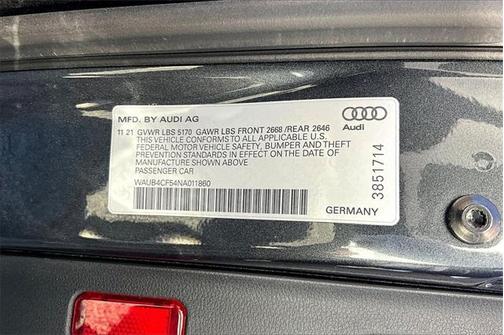 MFD. BY AUDI AG
11 21 GVWR LBS 5170 GAWR LBS FRONT 2668 /REAR 2646
THIS VEHICLE CONFORMS TO ALL APPLICABLE U.S.
FEDERAL MOTOR VEHICLE SAFETY, BUMPER AND THEFT
PREVENTION STANDARDS IN EFFECT ON THE DATE OF
MANUFACTURE SHOWN ABOVE
PASSENGER CAR
WAUB4CF54NA011860
Audi
3851714
GERMANY